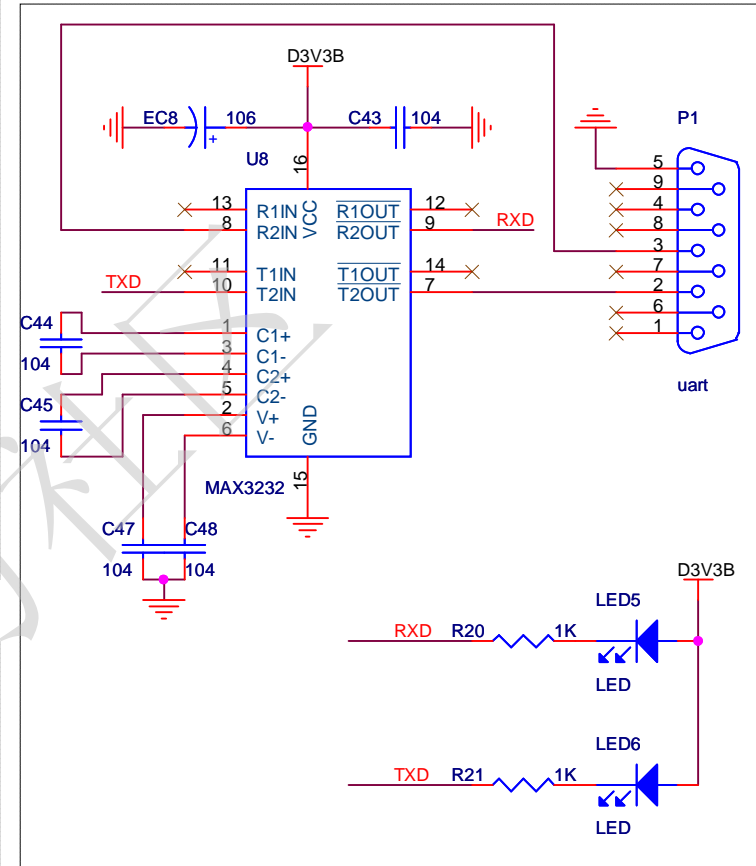 D3V3B
EC8 106 C43 104 P1
U8
16
5
9
4
8
3
7
2
6
1
uart
13 R1IN VCC R1OUT 12
8 R2IN R2OUT 9 RXD
TXD 11 T1IN T1OUT 14
10 T2IN T2OUT 7
C44 1 C1+
104 3 C1-
4 C2+
C45 5 C2-
104 2 V+
6 V- GND
MAX3232 15
C47 C48
104 104
D3V3B
LED5
RXD R20 1K
LED
LED6
TXD R21 1K
LED
社区